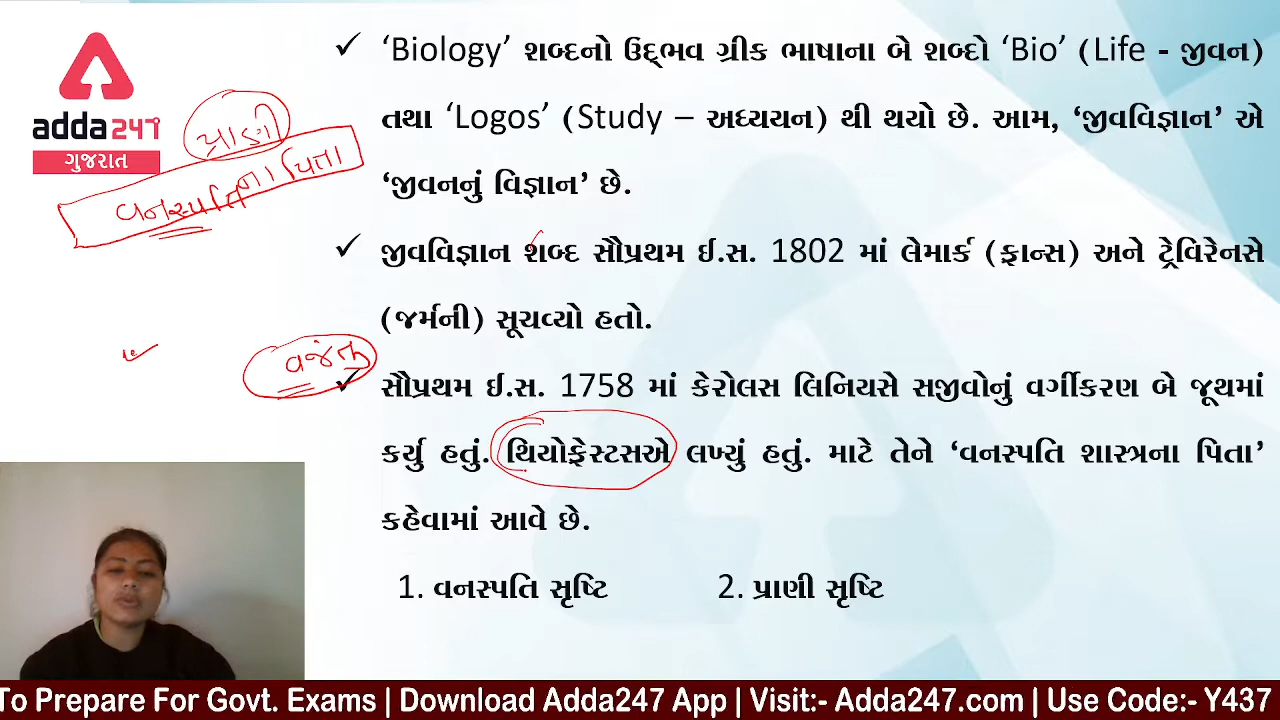 ‘Biology’ શબ્દનો ઉદ્ભવ ગ્રીક ભાષાના બે શબ્દો ‘Bio’ (Life - જીવન)
તથા ‘Logos’ (Study – અધ્યયન) થી થયો છે. આમ, ‘જીવવિજ્ઞાન’ એ
‘જીવનનું વિજ્ઞાન’ છે.
adda247
ગુજરાત
પ્રાણી
વનસ્પતિના પિતા
જીવવિજ્ઞાન શબ્દ સૌપ્રથમ ઈ.સ. 1802 માં લેમાર્ક (ફ્રાન્સ) અને ટ્રેવિરેનસે
(જર્મની) સૂચવ્યો હતો.
સૌપ્રથમ ઈ.સ. 1758 માં કેરોલસ લિનિયસે સજીવોનું વર્ગીકરણ બે જૂથમાં
કર્યુ હતું. થિયોફ્રેસ્ટસએ લખ્યું હતું. માટે તેને ‘વનસ્પતિ શાસ્ત્રના પિતા’
કહેવામાં આવે છે.
1. વનસ્પતિ સૃષ્ટિ 2. પ્રાણી સૃષ્ટિ
To Prepare For Govt. Exams | Download Adda247 App | Visit:- Adda247.com | Use Code:- Y437